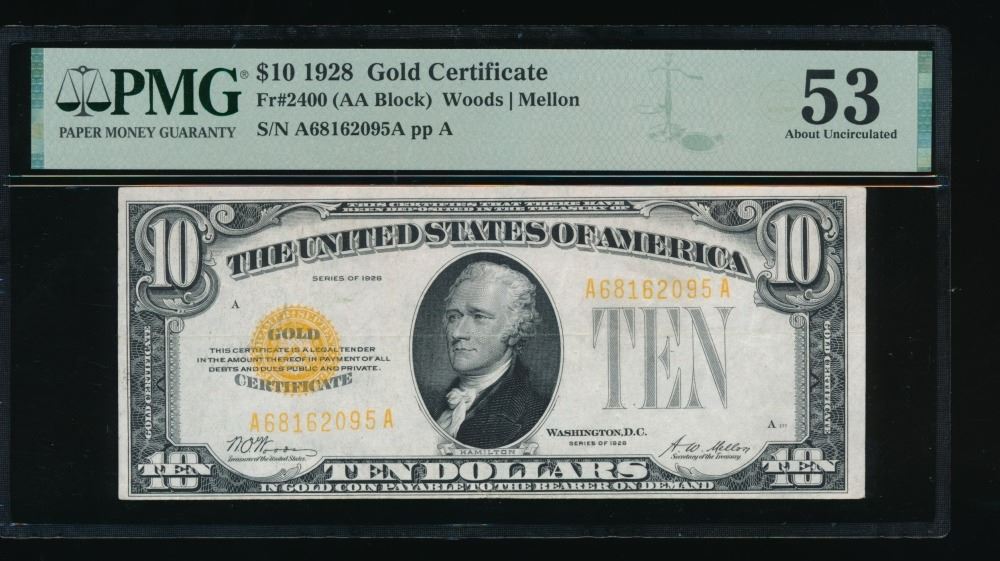 PMG®
PAPER MONEY GUARANTY
$10 1928 Gold Certificate
Fr#2400 (AA Block) Woods | Mellon
S/N A68162095A pp A
53
About Uncirculated
THIS CERTIFIES THAT THERE HAVE
BEEN DEPOSITED IN THE TREASURY OF
10
THE UNITED STATES OF AMERICA
10
SERIES OF 1928
A
A68162095A
GOLD
THIS CERTIFICATE IS A LEGAL TENDER
IN THE AMOUNT THEREOF IN PAYMENT OF ALL
DEBTS AND DUES PUBLIC AND PRIVATE.
CERTIFICATE
TEN
A68162095A
GOLD CERTIFICATE
GOLD CERTIFICATE
WASHINGTON, D.C.
SERIES OF 1928
A
Treasurer of the United States.
HAMILTON
A. W. Mellon
Secretary of the Treasury
TEN
TEN DOLLARS
TEN
IN GOLD COIN PAYABLE TO THE BEARER ON DEMAND